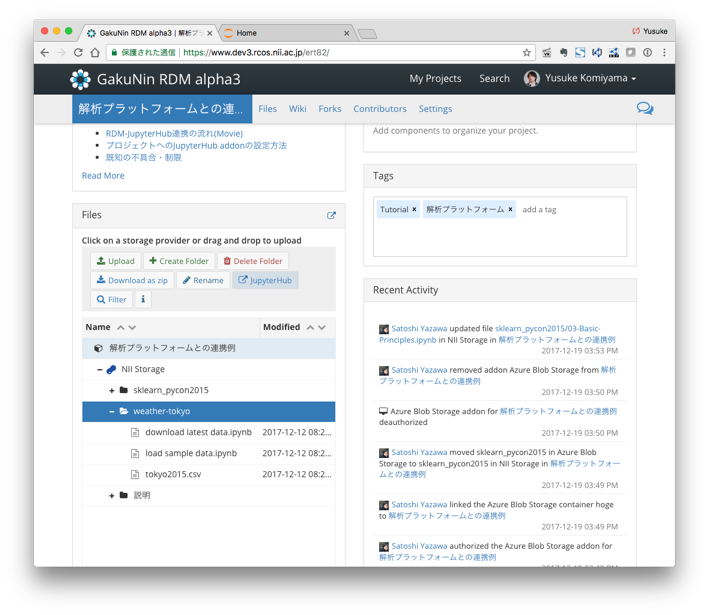 GakuNin RDM alpha3 | 解析プラ
Home
Yusuke
保護された通信
https://www.dev3.rcos.nii.ac.jp/ert82/
GakuNin RDM alpha3
My Projects
Search
Yusuke Komiyama
解析プラットフォームとの連...
Files
Wiki
Forks
Contributors
Settings
RDM-JupyterHub連携の流れ(Movie)
プロジェクトへのJupyterHub addonの設定方法
既知の不具合・制限
Read More
Files
Click on a storage provider or drag and drop to upload
Upload
Create Folder
Delete Folder
Download as zip
Rename
JupyterHub
Filter
i
Name
Modified
解析プラットフォームとの連携例
NII Storage
sklearn_pycon2015
weather-tokyo
download latest data.ipynb 2017-12-12 08:2...
load sample data.ipynb 2017-12-12 08:2...
tokyo2015.csv 2017-12-12 08:2...
説明
Add components to organize your project.
Tags
Tutorial x
解析プラットフォーム x
add a tag
Recent Activity
Satoshi Yazawa updated file sklearn_pycon2015/03-Basic-
Principles.ipynb in NII Storage in 解析プラットフォームとの連携例
2017-12-19 03:53 PM
Satoshi Yazawa removed addon Azure Blob Storage from 解析
プラットフォームとの連携例
2017-12-19 03:50 PM
Azure Blob Storage addon for 解析プラットフォームとの連携例
deauthorized
2017-12-19 03:50 PM
Satoshi Yazawa moved sklearn_pycon2015 in Azure Blob
Storage to sklearn_pycon2015 in NII Storage in 解析プラットフォー
ムとの連携例
2017-12-19 03:49 PM
Satoshi Yazawa linked the Azure Blob Storage container hoge
to 解析プラットフォームとの連携例
2017-12-19 03:49 PM
Satoshi Yazawa authorized the Azure Blob Storage addon for
解析プラットフォームとの連携例